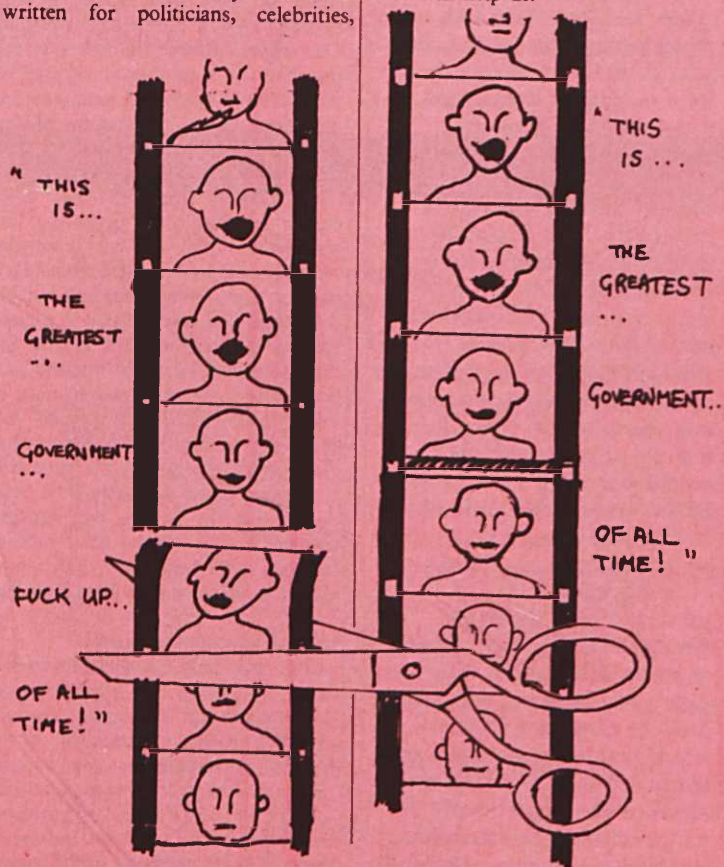 written for politicians, celebrities,
" THIS
IS ...
THE
GREATEST
...
GOVERNMENT
...
FUCK UP...
OF ALL
TIME! "
" THIS
IS ...
THE
GREATEST
...
GOVERNMENT..
OF ALL
TIME! "